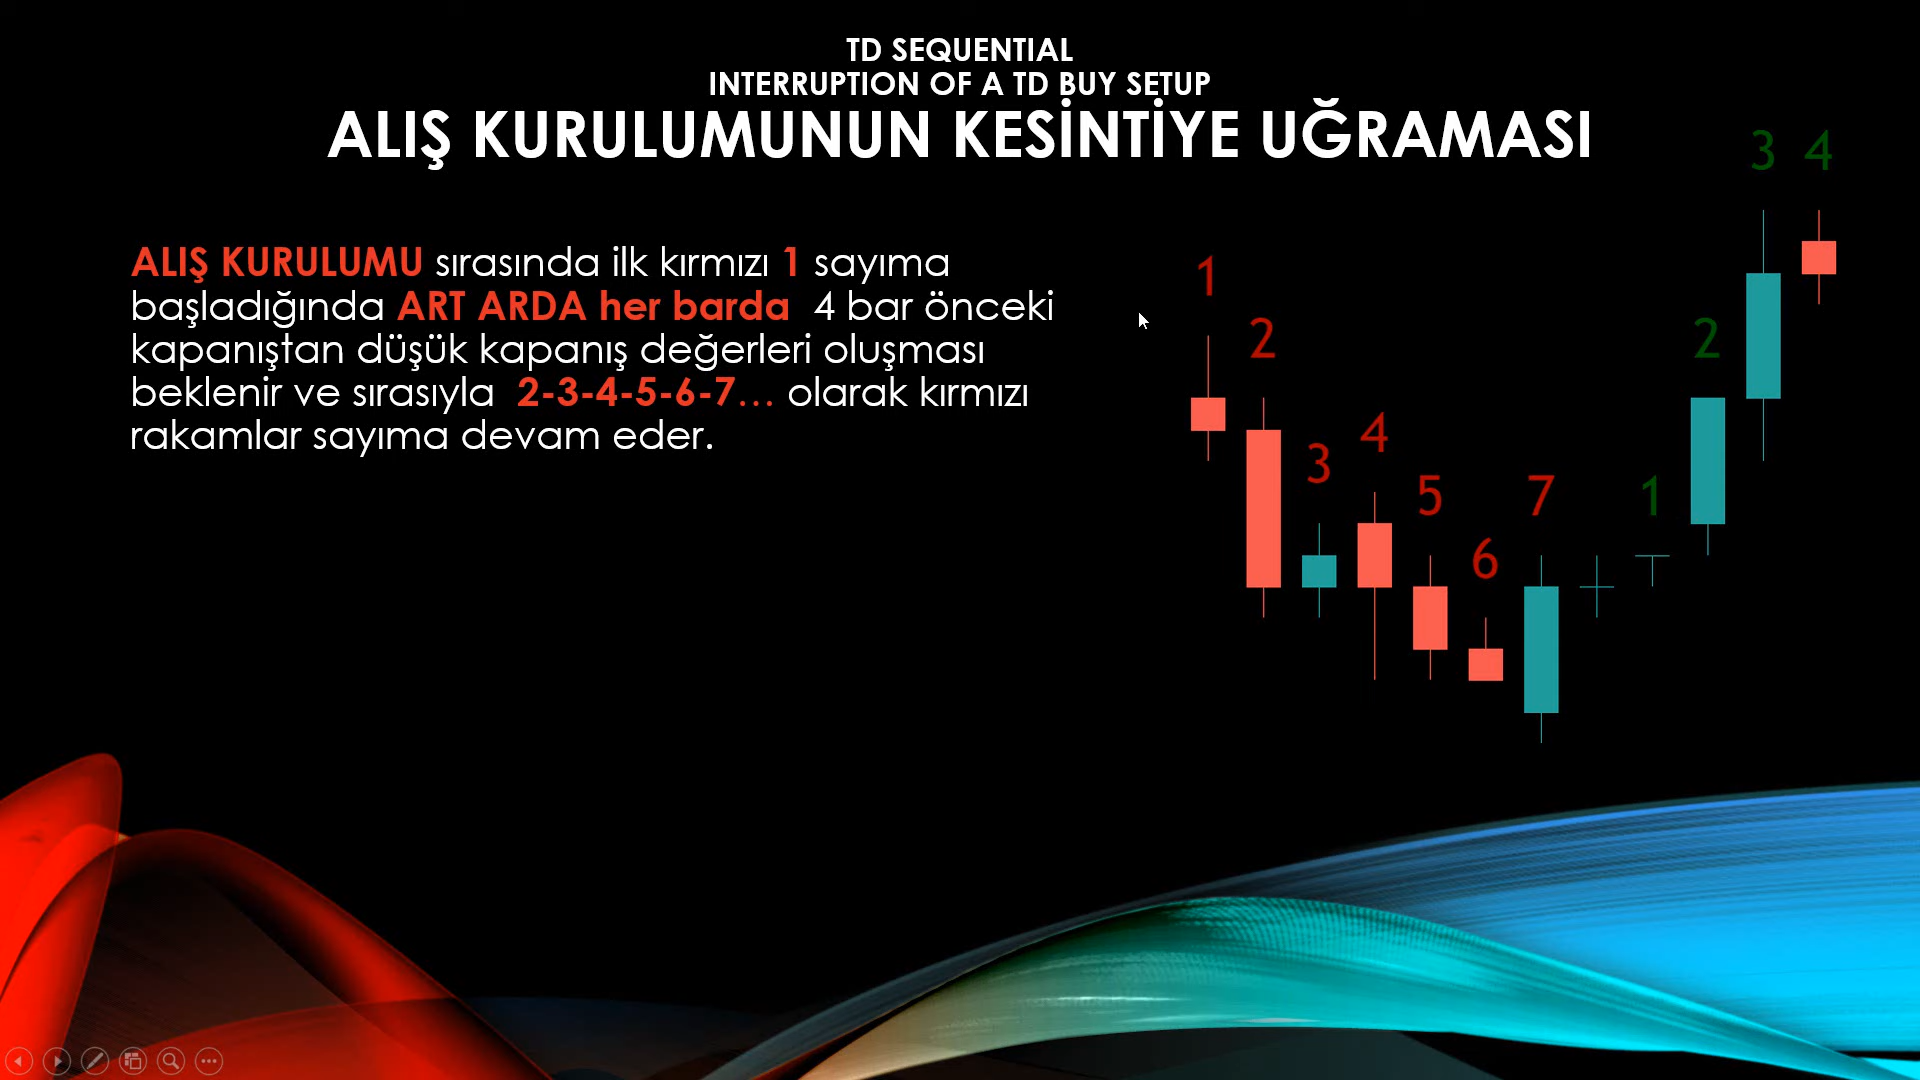 TD SEQUENTIAL
INTERRUPTION OF A TD BUY SETUP
ALIŞ KURULUMUNUN KESİNTİYE UĞRAMASI
ALIŞ KURULUMU sırasında ilk kırmızı 1 sayıma
başladığında ART ARDA her barda 4 bar önceki
kapanıştan düşük kapanış değerleri oluşması
beklenir ve sırasıyla 2-3-4-5-6-7... olarak kırmızı
rakamlar sayıma devam eder.
1
2
3
4
5
6
7
1
2
3
4